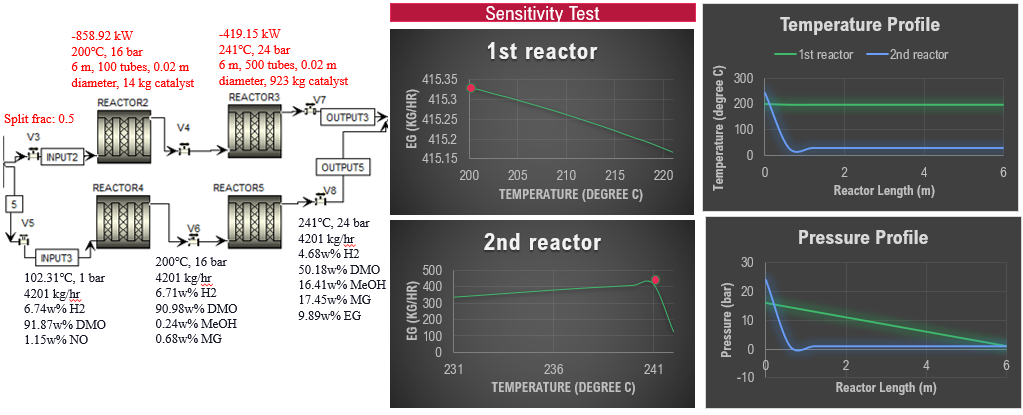 -858.92 kW
200℃, 16 bar
6 m, 100 tubes, 0.02 m
diameter, 14 kg catalyst
-419.15 kW
241℃, 24 bar
6 m, 500 tubes, 0.02 m
diameter, 923 kg catalyst
REACTOR2
REACTOR3
V7
OUTPUT3
Split frac: 0.5
V3
V4
INPUT2
OUTPUT5
REACTOR4
REACTOR5
V8
5
V5
V6
INPUT3
102.31℃, 1 bar
4201 kg/hr
6.74w% H2
91.87w% DMO
1.15w% NO
200℃, 16 bar
4201 kg/hr
6.71w% H2
90.98w% DMO
0.24w% MeOH
0.68w% MG
241℃, 24 bar
4201 kg/hr
4.68w% H2
50.18w% DMO
16.41w% MeOH
17.45w% MG
9.89w% EG
Sensitivity Test
1st reactor
EG (KG/HR)
415.35
415.3
415.25
415.2
415.15
200 205 210 215 220
TEMPERATURE (DEGREE C)
2nd reactor
EG (KG/HR)
500
400
300
200
100
0
231 236 241
TEMPERATURE (DEGREE C)
Temperature Profile
1st reactor 2nd reactor
Temperature (degree C)
300
200
100
0
0 2 4 6
Reactor Length (m)
Pressure Profile
Pressure (bar)
30
20
10
0
-10
0 2 4 6
Reactor Length (m)